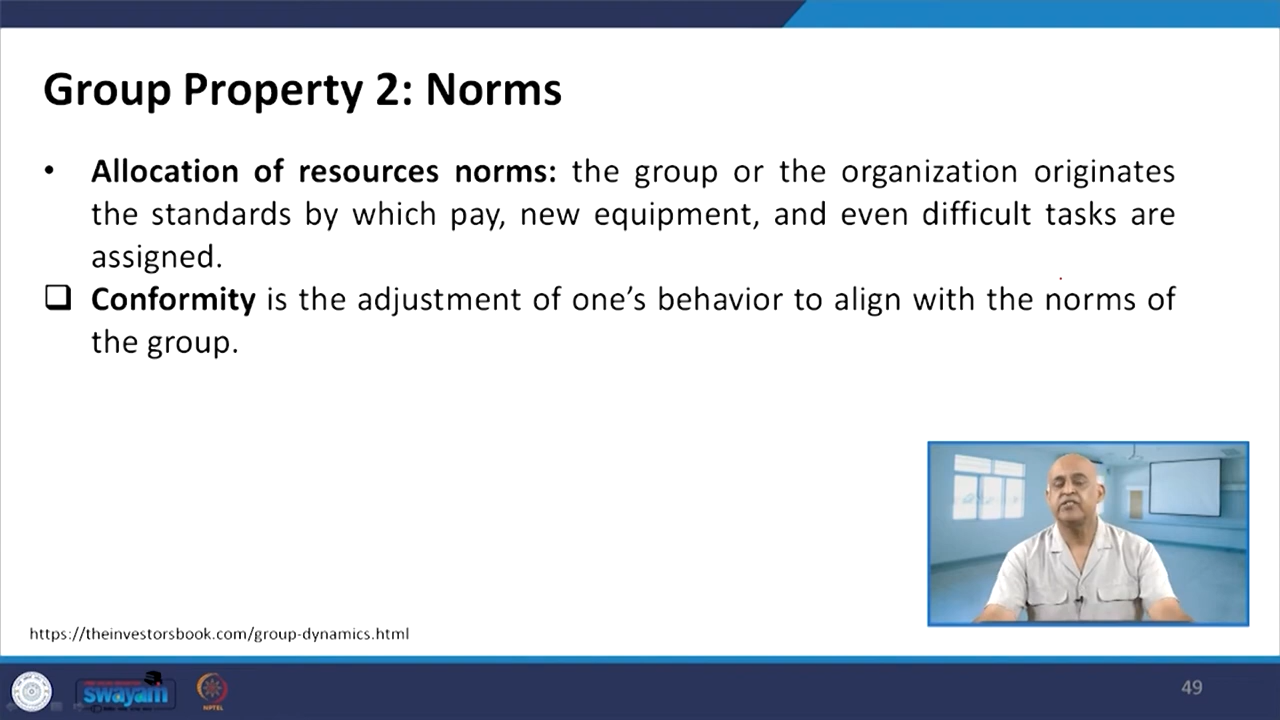 Group Property 2: Norms
• Allocation of resources norms: the group or the organization originates
the standards by which pay, new equipment, and even difficult tasks are
assigned.
❑ Conformity is the adjustment of one’s behavior to align with the norms of
the group.
https://theinvestorsbook.com/group-dynamics.html
swayam
NPTEL
49